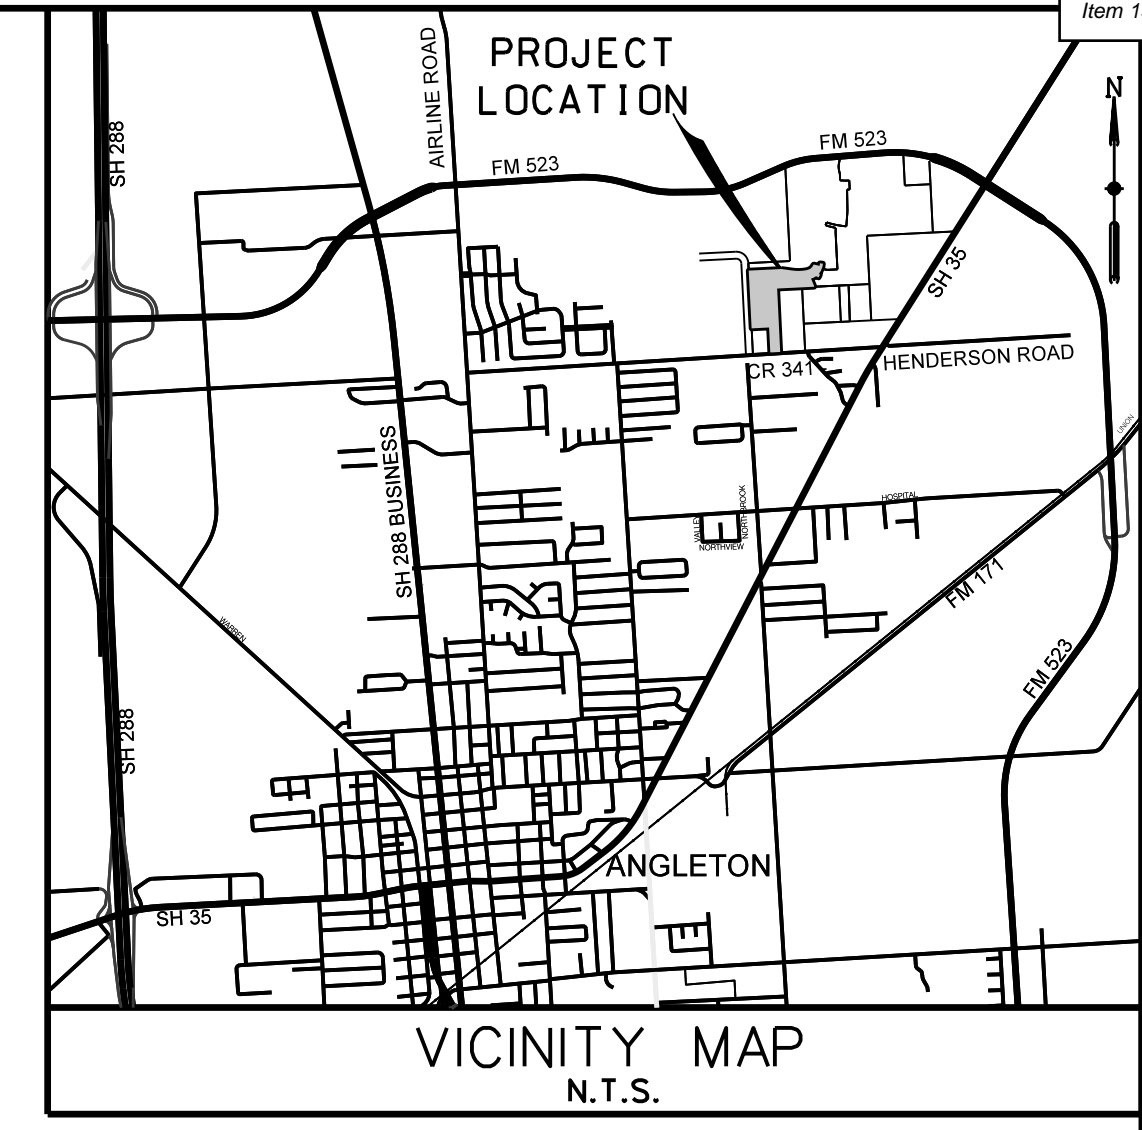 Item 1
PROJECT
LOCATION
N
AIRLINE ROAD
SH 288
FM 523
FM 523
SH 35
CR 341
HENDERSON ROAD
UNION
SH 288 BUSINESS
HOSPITAL
VALLEY
NORTHBROOK
NORTHVIEW
FM 171
WARREN
FM 523
SH 288
ANGLETON
SH 35
VICINITY MAP
N.T.S.